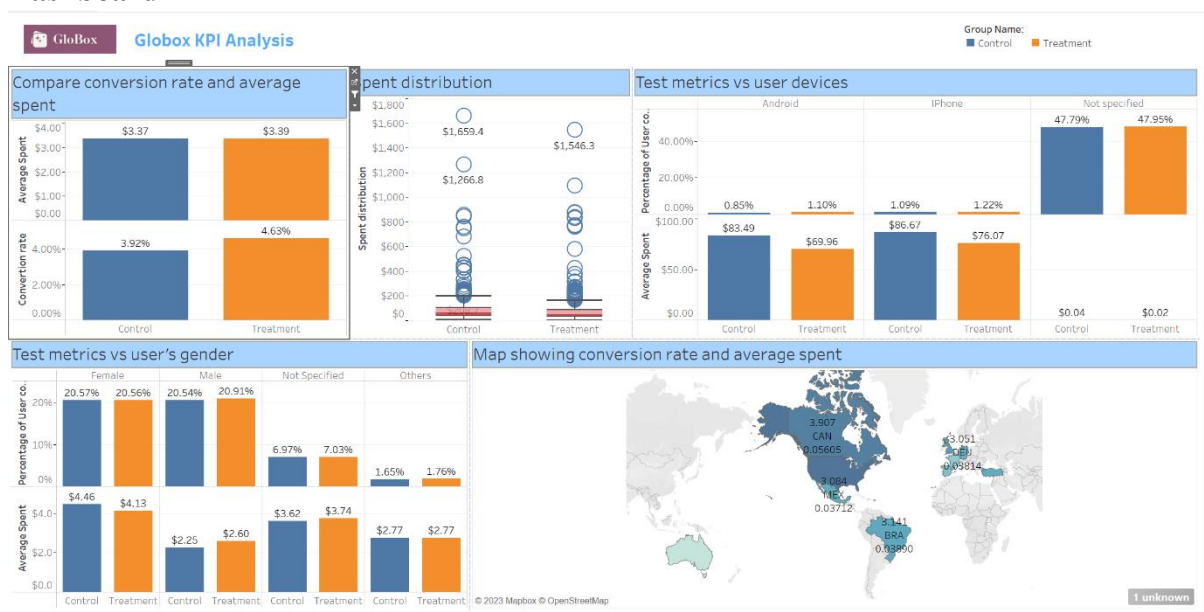 GloBox
Globox KPI Analysis
Group Name:
Control
Treatment
Compare conversion rate and average
spent
Average Spent
$4.00
$3.00
$2.00
$1.00
$0.00
$3.37
$3.39
Convertion rate
4.00%
2.00%
0.00%
3.92%
4.63%
Control
Treatment
pent distribution
Spent distribution
$1,800
$1,600
$1,400
$1,200
$1,000
$800
$600
$400
$200
$0
$1,659.4
$1,266.8
$1,546.3
Control
Treatment
Test metrics vs user devices
Android
IPhone
Not specified
Percentage of User co..
40.00%
20.00%
0.00%
0.85%
1.10%
1.09%
1.22%
47.79%
47.95%
Average Spent
$100.00
$50.00
$0.00
$83.49
$69.96
$86.67
$76.07
$0.04
$0.02
Control
Treatment
Control
Treatment
Control
Treatment
Test metrics vs user's gender
Female
Male
Not Specified
Others
Percentage of User co..
20%
10%
0%
20.57%
20.56%
20.54%
20.91%
6.97%
7.03%
1.65%
1.76%
Average Spent
$4.0
$2.0
$0.0
$4.46
$4.13
$2.25
$2.60
$3.62
$3.74
$2.77
$2.77
Control
Treatment
Control
Treatment
Control
Treatment
Control
Treatment
Map showing conversion rate and average spent
3.907
CAN
0.05605
3.084
MEX
0.03712
3.141
BRA
0.03890
3.051
DEU
0.03814
© 2023 Mapbox © OpenStreetMap
1 unknown